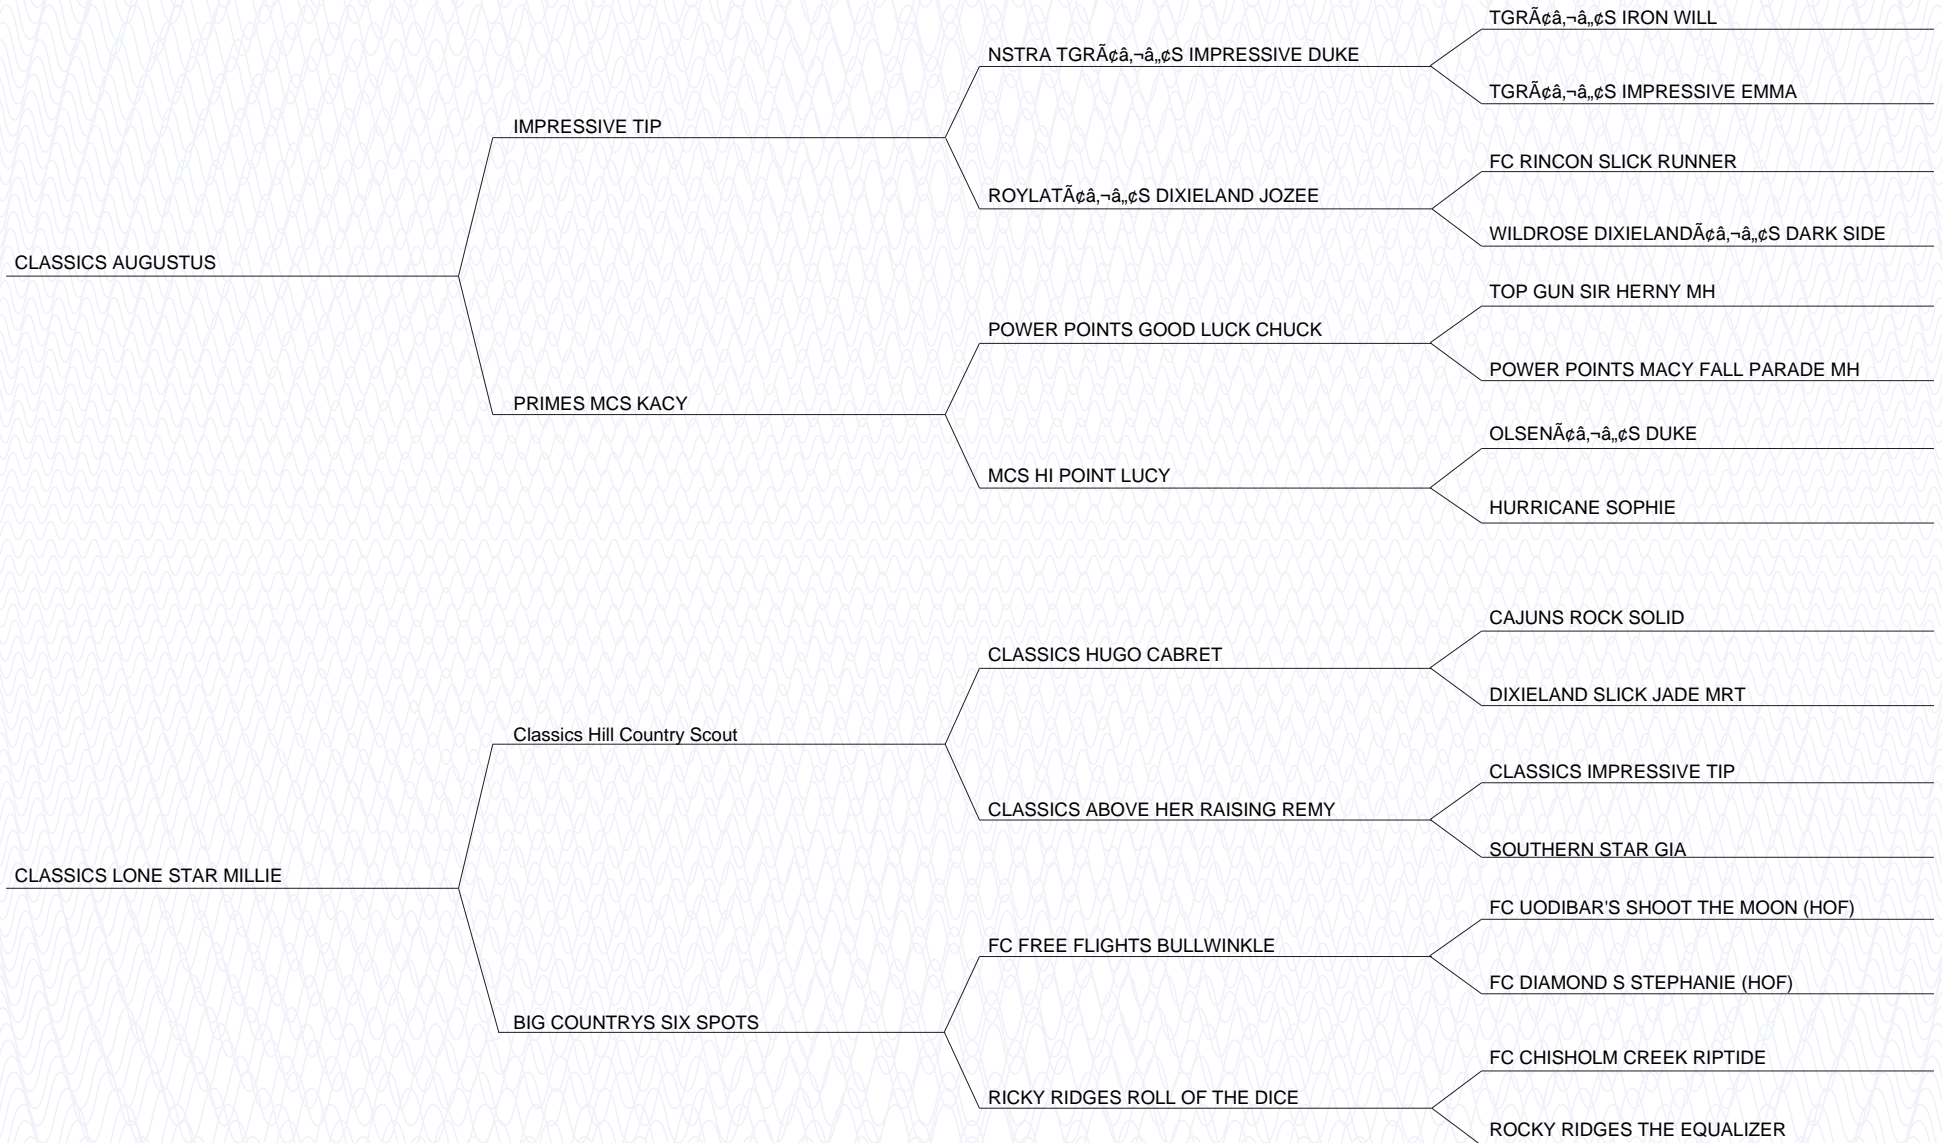 TGRÃ¢â‚¬â„¢S IRON WILL
NSTRA TGRÃ¢â‚¬â„¢S IMPRESSIVE DUKE
TGRÃ¢â‚¬â„¢S IMPRESSIVE EMMA
IMPRESSIVE TIP
FC RINCON SLICK RUNNER
ROYLATÃ¢â‚¬â„¢S DIXIELAND JOZEE
WILDROSE DIXIELANDÃ¢â‚¬â„¢S DARK SIDE
CLASSICS AUGUSTUS
TOP GUN SIR HERNY MH
POWER POINTS GOOD LUCK CHUCK
POWER POINTS MACY FALL PARADE MH
PRIMES MCS KACY
OLSENÃ¢â‚¬â„¢S DUKE
MCS HI POINT LUCY
HURRICANE SOPHIE
CAJUNS ROCK SOLID
CLASSICS HUGO CABRET
DIXIELAND SLICK JADE MRT
Classics Hill Country Scout
CLASSICS IMPRESSIVE TIP
CLASSICS ABOVE HER RAISING REMY
SOUTHERN STAR GIA
CLASSICS LONE STAR MILLIE
FC UODIBAR'S SHOOT THE MOON (HOF)
FC FREE FLIGHTS BULLWINKLE
FC DIAMOND S STEPHANIE (HOF)
BIG COUNTRYS SIX SPOTS
FC CHISHOLM CREEK RIPTIDE
RICKY RIDGES ROLL OF THE DICE
ROCKY RIDGES THE EQUALIZER